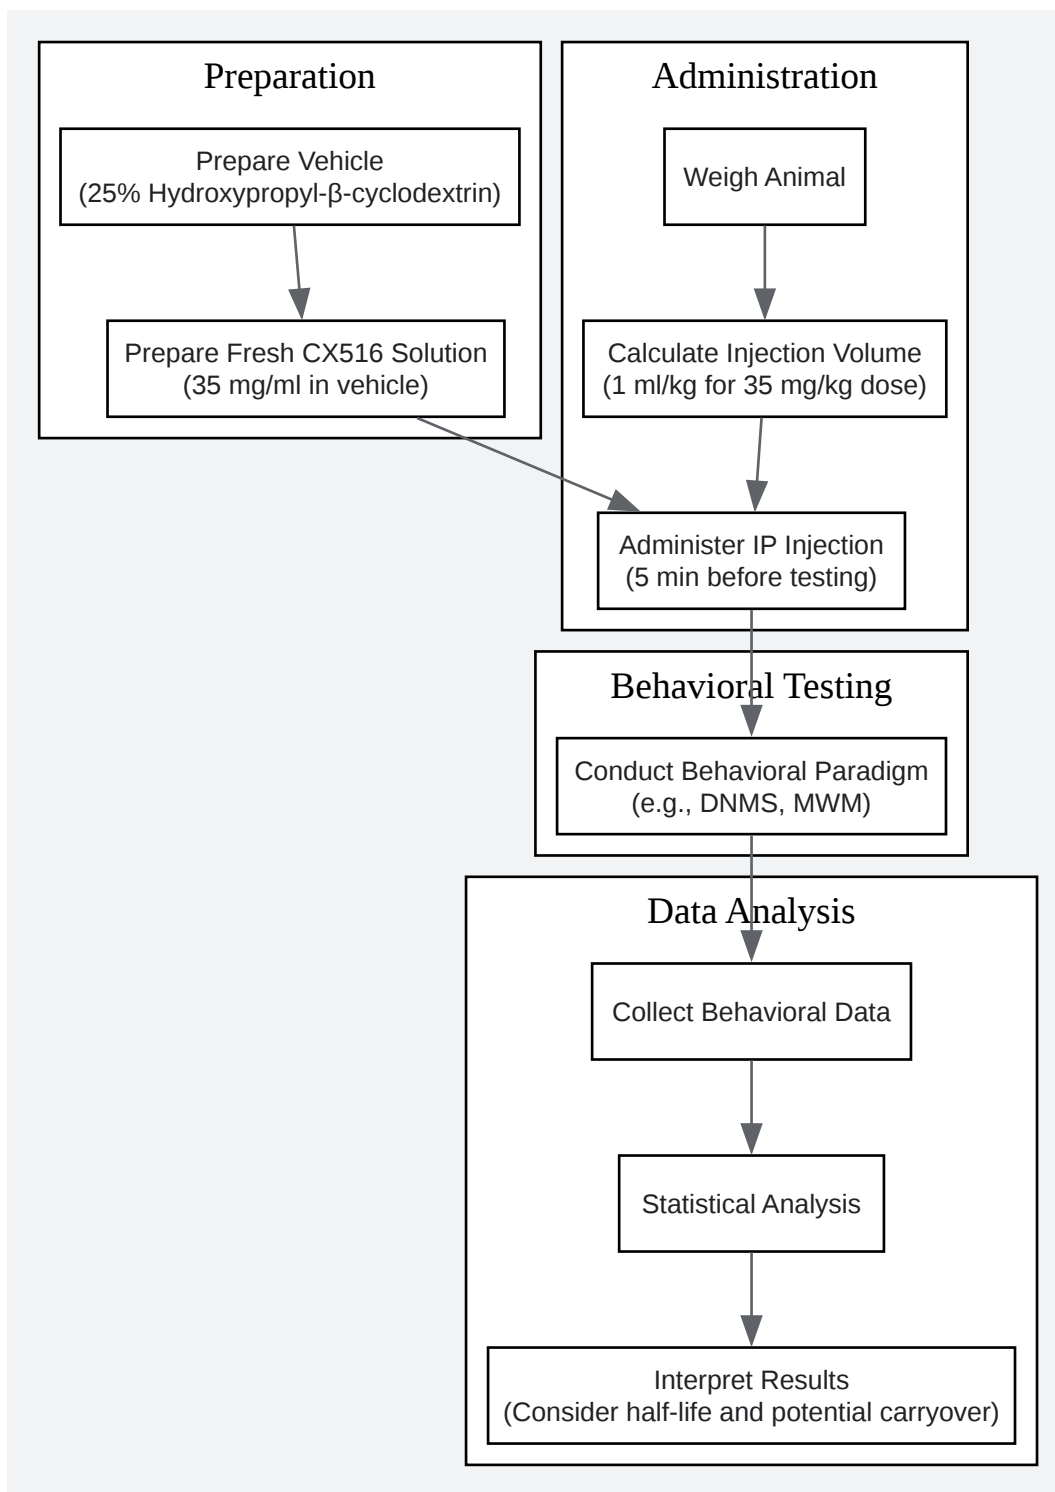 Preparation
Prepare Vehicle
(25% Hydroxypropyl-β-cyclodextrin)
Prepare Fresh CX516 Solution
(35 mg/ml in vehicle)
Administration
Weigh Animal
Calculate Injection Volume
(1 ml/kg for 35 mg/kg dose)
Administer IP Injection
(5 min before testing)
Behavioral Testing
Conduct Behavioral Paradigm
(e.g., DNMS, MWM)
Data Analysis
Collect Behavioral Data
Statistical Analysis
Interpret Results
(Consider half-life and potential carryover)